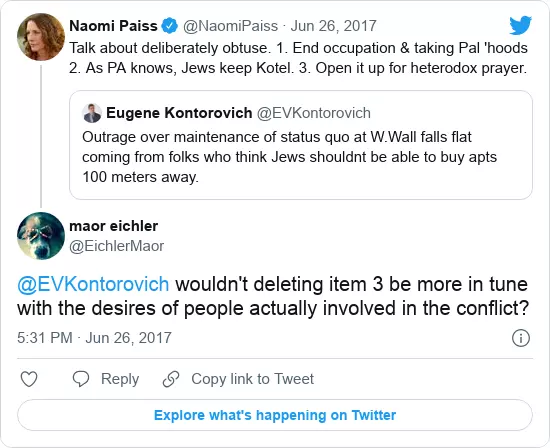 Naomi Paiss @NaomiPaiss · Jun 26, 2017
Talk about deliberately obtuse. 1. End occupation & taking Pal 'hoods
2. As PA knows, Jews keep Kotel. 3. Open it up for heterodox prayer.
Eugene Kontorovich @EVKontorovich
Outrage over maintenance of status quo at W.Wall falls flat
coming from folks who think Jews shouldnt be able to buy apts
100 meters away.
maor eichler
@EichlerMaor
@EVKontorovich wouldn't deleting item 3 be more in tune
with the desires of people actually involved in the conflict?
5:31 PM · Jun 26, 2017
Reply Copy link to Tweet
Explore what's happening on Twitter